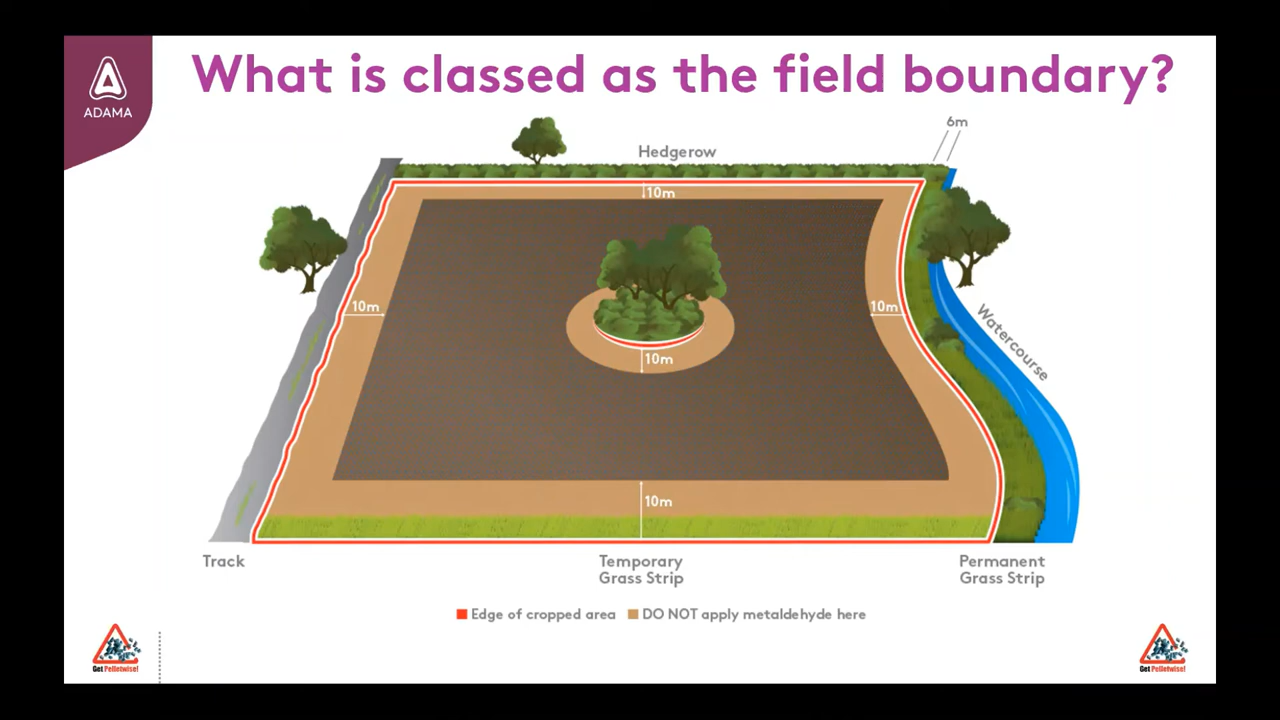 What is classed as the field boundary?
ADAMA
6m
Hedgerow
10m
10m
10m
10m
Watercourse
10m
Track
Temporary
Grass Strip
Permanent
Grass Strip
Edge of cropped area
DO NOT apply metaldehyde here
Get Pelletwise!
Get Pelletwise!